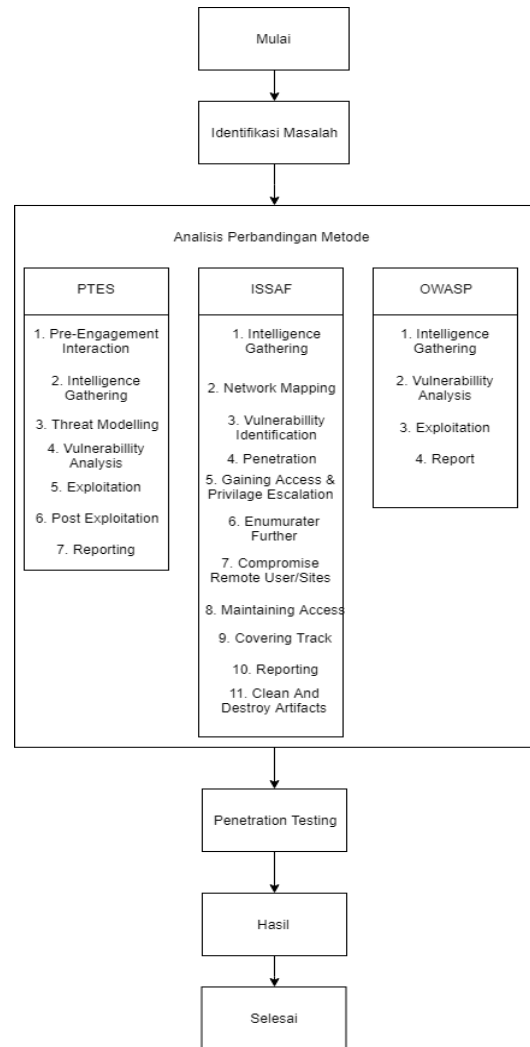 Mulai
Identifikasi Masalah
Analisis Perbandingan Metode
PTES
1. Pre-Engagement
Interaction
2. Intelligence
Gathering
3. Threat Modelling
4. Vulnerabillity
Analysis
5. Exploitation
6. Post Exploitation
7. Reporting
ISSAF
1. Intelligence
Gathering
2. Network Mapping
3. Vulnerabillity
Identification
4. Penetration
5. Gaining Access &
Privilage Escalation
6. Enumurater
Further
7. Compromise
Remote User/Sites
8. Maintaining Access
9. Covering Track
10. Reporting
11. Clean And
Destroy Artifacts
OWASP
1. Intelligence
Gathering
2. Vulnerabillity
Analysis
3. Exploitation
4. Report
Penetration Testing
Hasil
Selesai